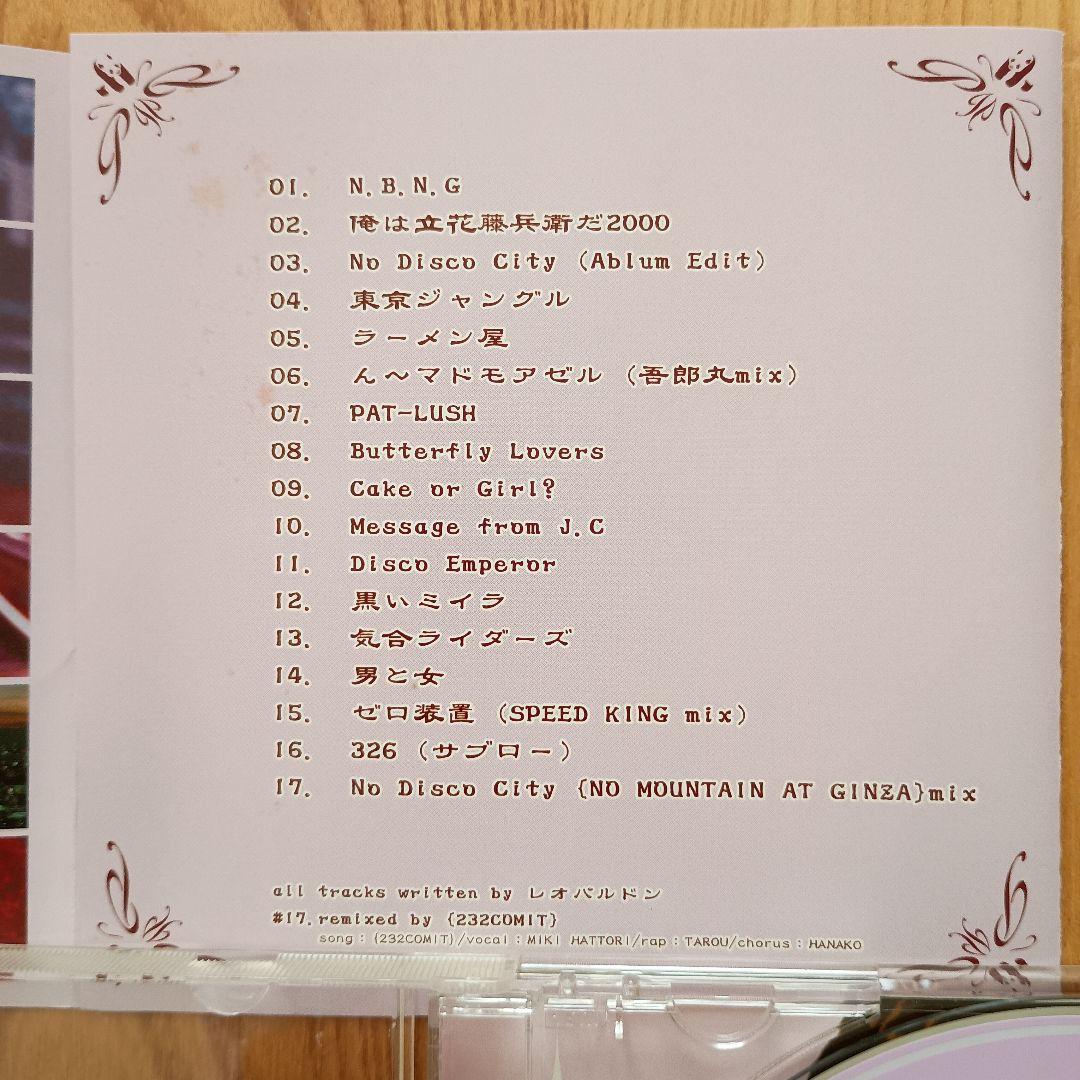 01. N.B.N.G
02. 俺は立花藤兵衛だ2000
03. No Disco City (Ablum Edit)
04. 東京ジャングル
05. ラーメン屋
06. ん～マドモアゼル (吾郎丸mix)
07. PAT-LUSH
08. Butterfly Lovers
09. Cake or Girl?
10. Message from J.C
11. Disco Emperor
12. 黒いミイラ
13. 気合ライダーズ
14. 男と女
15. ゼロ装置 (SPEED KING mix)
16. 326 (サブロー)
17. No Disco City {NO MOUNTAIN AT GINZA}mix
all tracks written by レオパルドン
#17.remixed by {232COMIT}
song:{232COMIT}/vocal:MIKI HATTORI/rap:TAROU/chorus:HANAKO